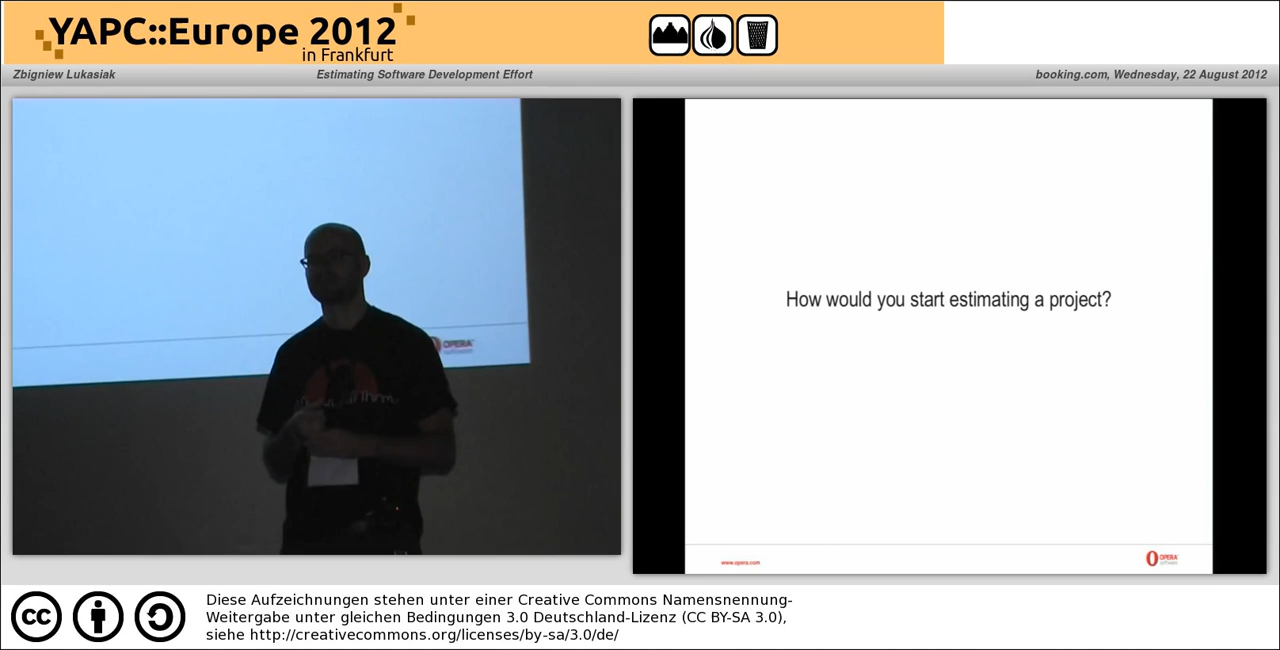 YAPC::Europe 2012
in Frankfurt
Zbigniew Lukasiak
Estimating Software Development Effort
booking.com, Wednesday, 22 August 2012
OPERA
software
How would you start estimating a project?
www.opera.com
OPERA
software
cc
Diese Aufzeichnungen stehen unter einer Creative Commons Namensnennung-
Weitergabe unter gleichen Bedingungen 3.0 Deutschland-Lizenz (CC BY-SA 3.0),
siehe http://creativecommons.org/licenses/by-sa/3.0/de/